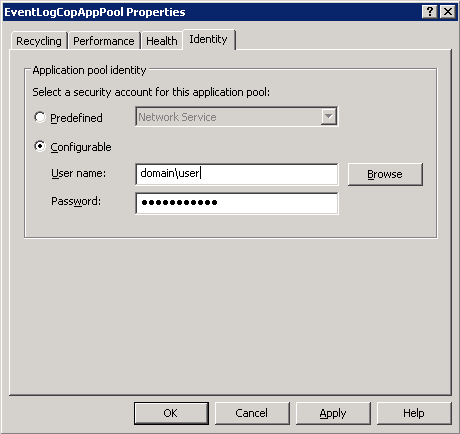 EventLogCopAppPool Properties
Recycling Performance Health Identity
Application pool identity
Select a security account for this application pool:
Predefined Network Service
Configurable
User name: domain\user Browse
Password: ●●●●●●●●●●●
OK Cancel Apply Help